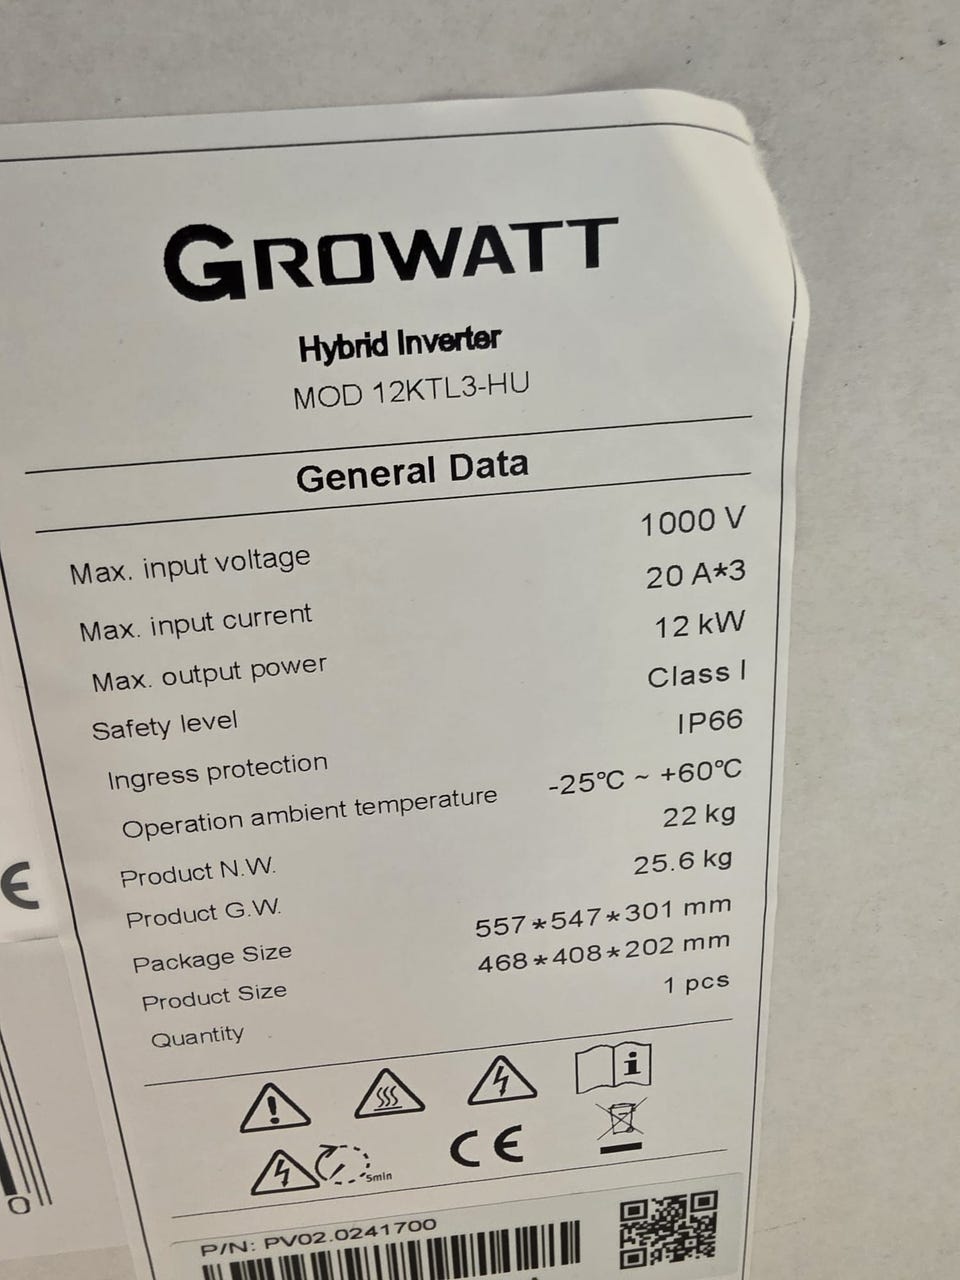 GROWATT
Hybrid Inverter
MOD 12KTL3-HU
General Data
Max. input voltage 1000 V
Max. input current 20 A*3
Max. output power 12 kW
Safety level Class I
Ingress protection IP66
Operation ambient temperature -25℃ ~ +60℃
Product N.W. 22 kg
Product G.W. 25.6 kg
Package Size 557*547*301 mm
Product Size 468*408*202 mm
Quantity 1 pcs
5min
CE
P/N: PV02.0241700